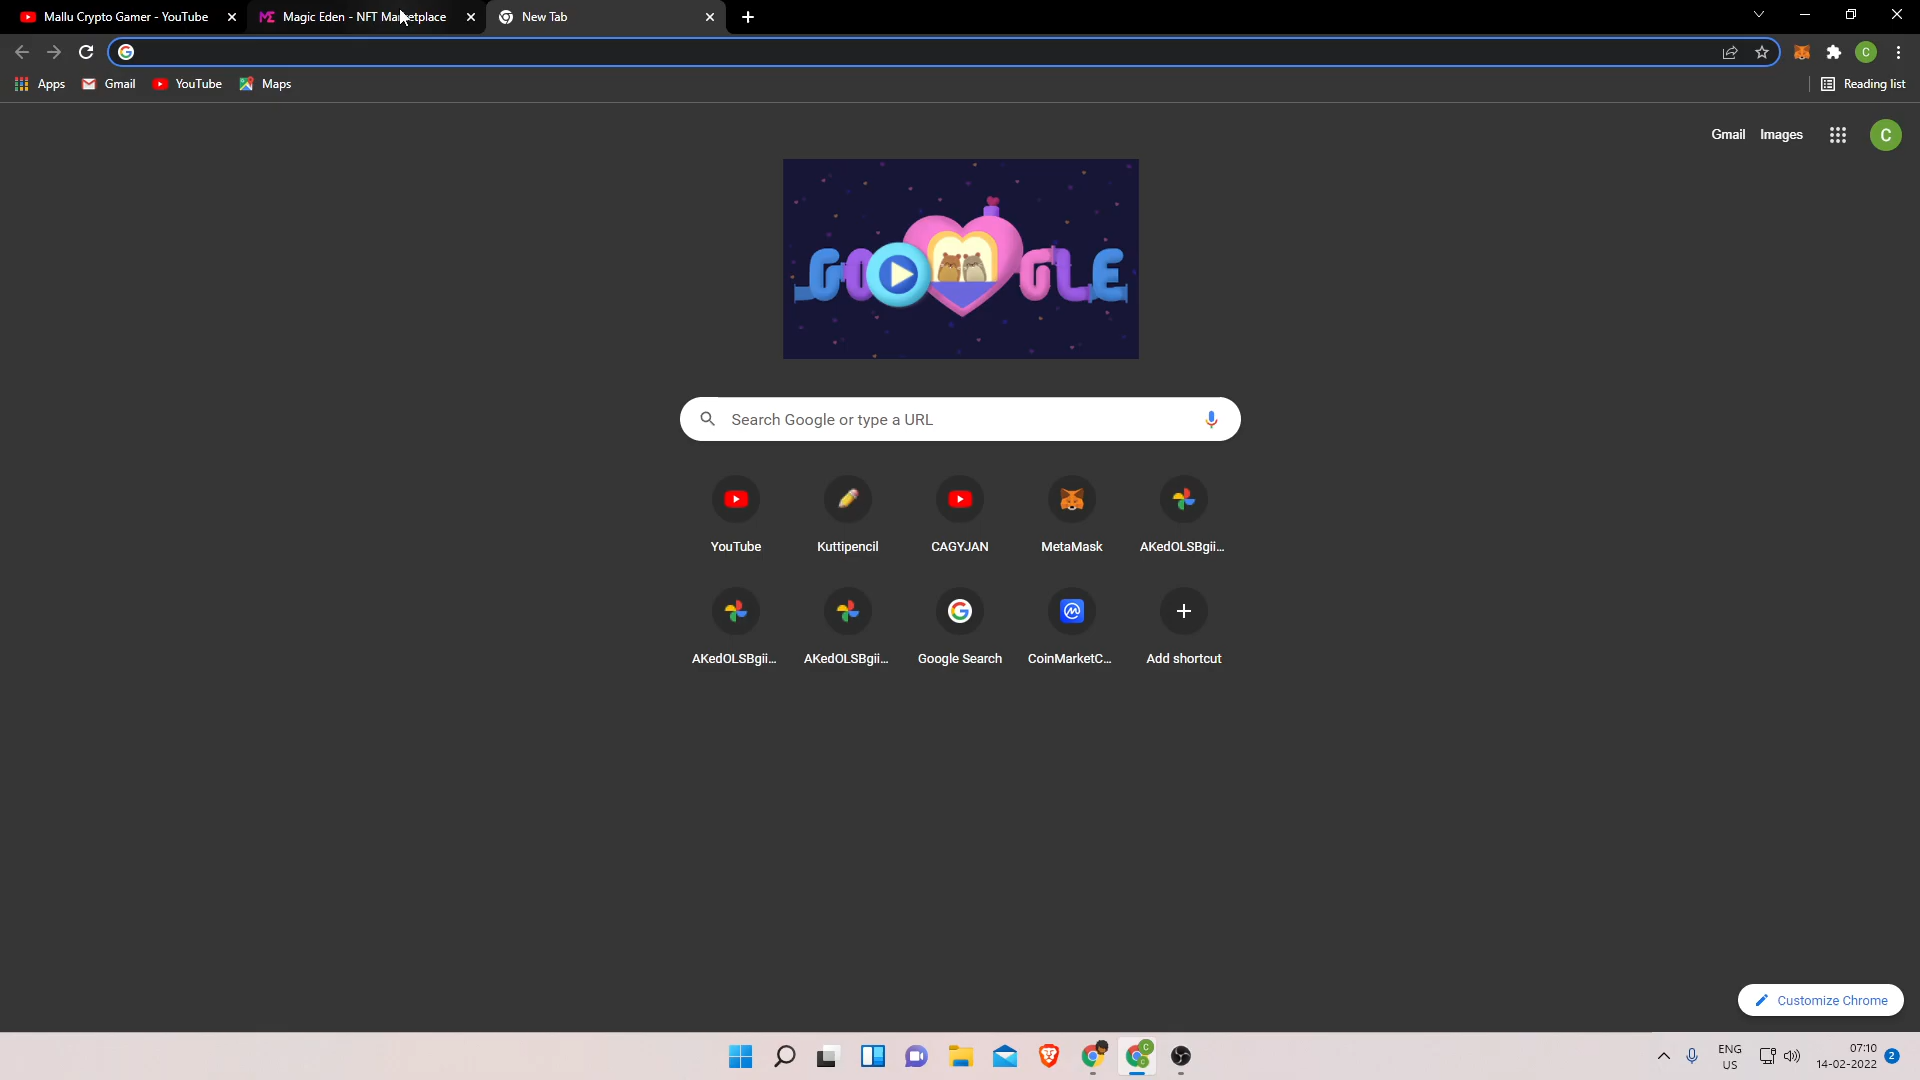 Mallu Crypto Gamer - YouTube
Magic Eden - NFT Marketplace
New Tab
Apps
Gmail
YouTube
Maps
Reading list
Gmail
Images
C
GOOGLE
Search Google or type a URL
YouTube
Kuttipencil
CAGYJAN
MetaMask
AKedOLSBgii...
AKedOLSBgii...
AKedOLSBgii...
Google Search
CoinMarketC...
Add shortcut
Customize Chrome
ENG
US
07:10
14-02-2022
2